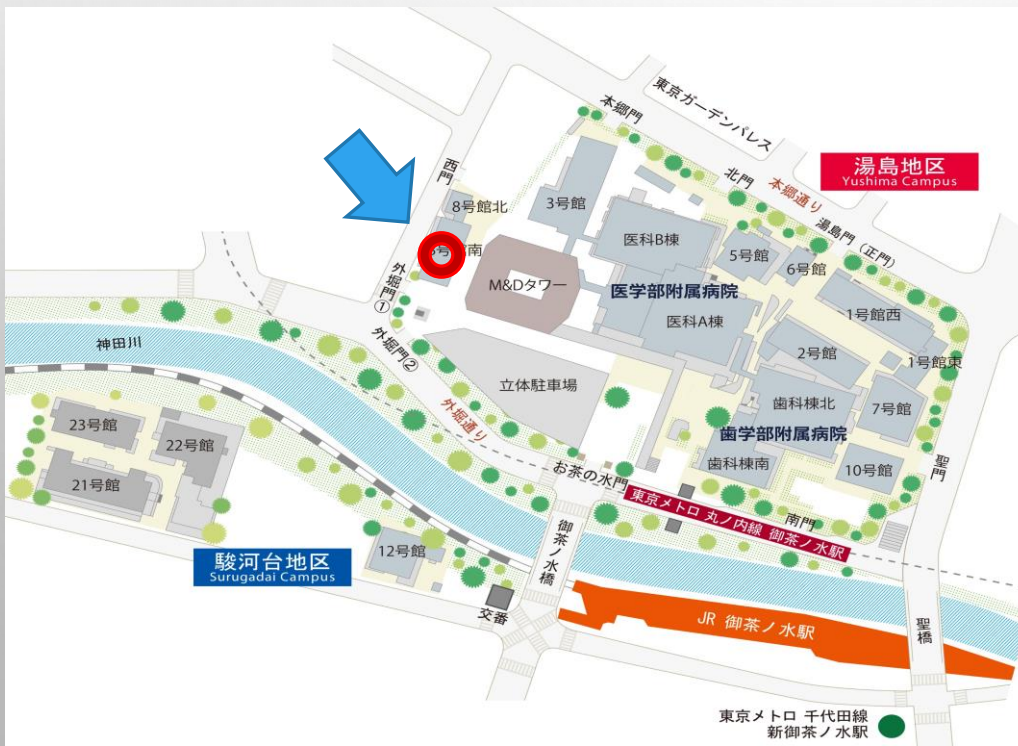 本郷門
東京ガーデンパレス
北門
本郷通り
湯島門（正門）
湯島地区
Yushima Campus
西門
8号館北
3号館
医科B棟
5号館
6号館
号 南
M&Dタワー
医学部附属病院
医科A棟
1号館西
2号館
1号館東
外堀門①
外堀門②
神田川
立体駐車場
外堀通り
歯科棟北
7号館
歯学部附属病院
歯科棟南
10号館
聖門
23号館
22号館
21号館
お茶の水門
東京メトロ 丸ノ内線 御茶ノ水駅
南門
駿河台地区
Surugadai Campus
12号館
御茶ノ水橋
交番
JR 御茶ノ水駅
聖橋
東京メトロ 千代田線
新御茶ノ水駅